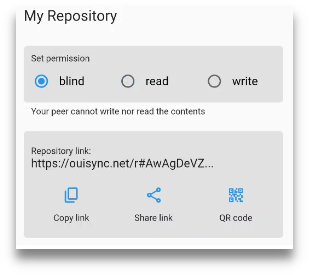 My Repository
Set permission
blind read write
Your peer cannot write nor read the contents
Repository link:
https://ouisync.net/r#AwAgDeVZ...
Copy link Share link QR code